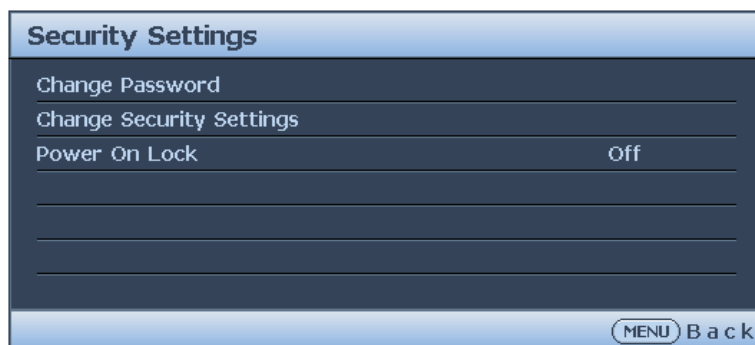 Security Settings
Change Password
Change Security Settings
Power On Lock Off
MENU Back